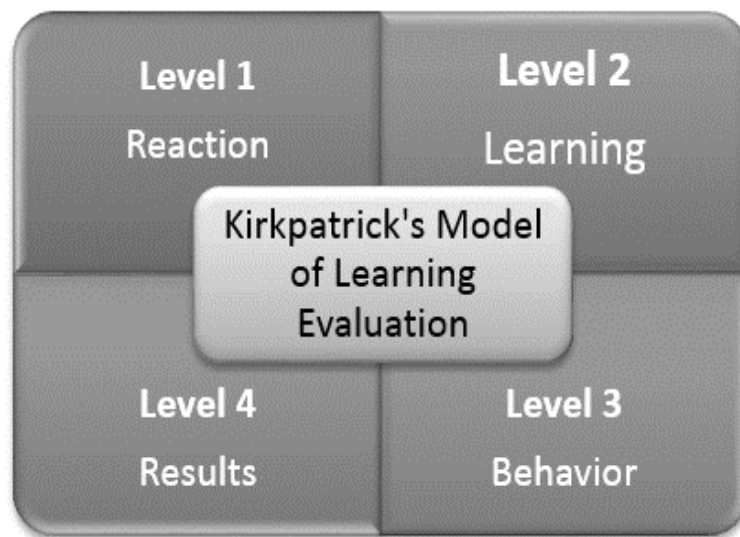 Level 1
Reaction
Level 2
Learning
Kirkpatrick's Model
of Learning
Evaluation
Level 4
Results
Level 3
Behavior